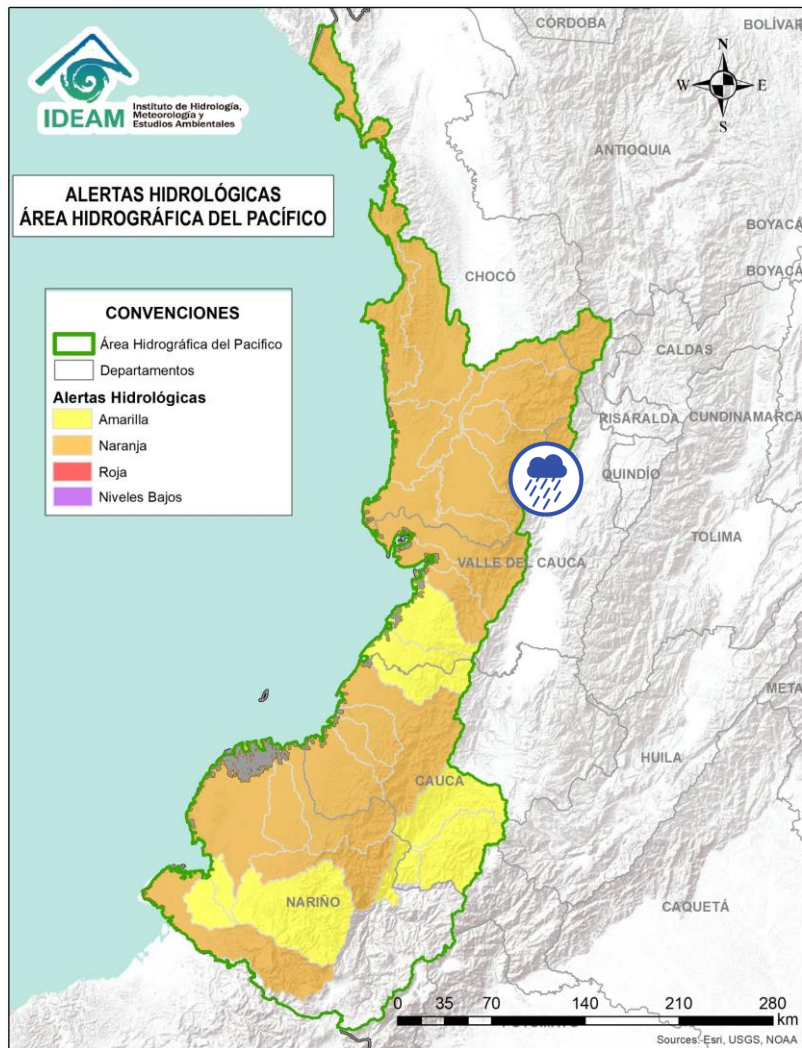 CÓRDOBA
BOLÍVAR
N
W E
S
IDEAM
Instituto de Hidrología,
Meteorología y
Estudios Ambientales
ANTIOQUIA
ALERTAS HIDROLÓGICAS
ÁREA HIDROGRÁFICA DEL PACÍFICO
BOYACÁ
BOYACÁ
CHOCÓ
CONVENCIONES
Área Hidrográfica del Pacifico
Departamentos
Alertas Hidrológicas
Amarilla
Naranja
Roja
Niveles Bajos
CALDAS
RISARALDA
CUNDINAMARCA
QUINDÍO
TOLIMA
VALLE DEL CAUCA
META
HUILA
CAUCA
NARIÑO
CAQUETÁ
0 35 70 140 210 280
km
Sources: Esri, USGS, NOAA